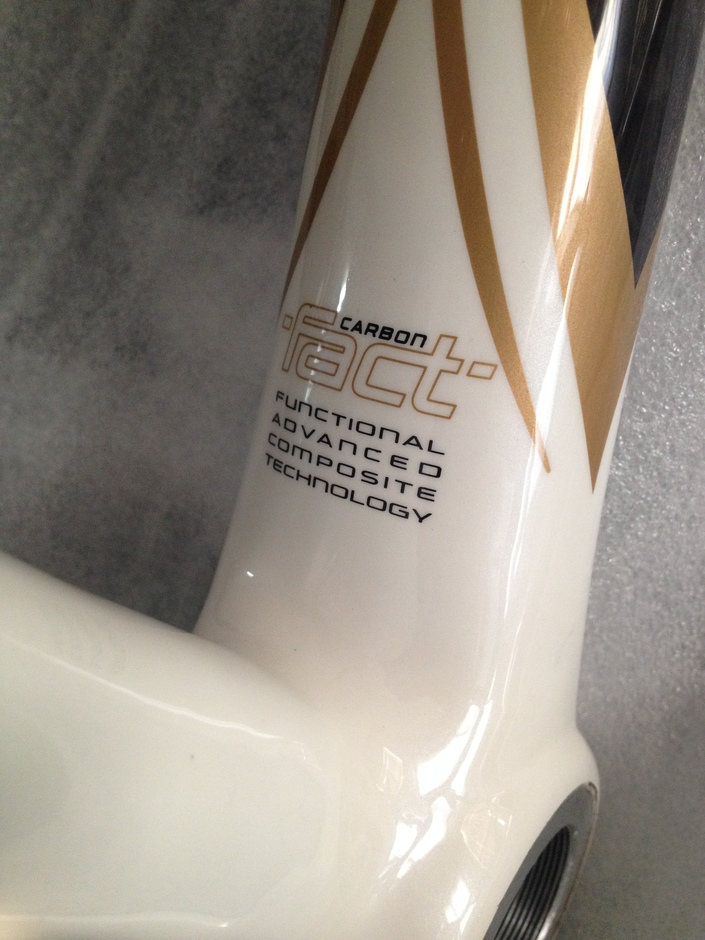 CARBON
fact
FUNCTIONAL
ADVANCED
COMPOSITE
TECHNOLOGY